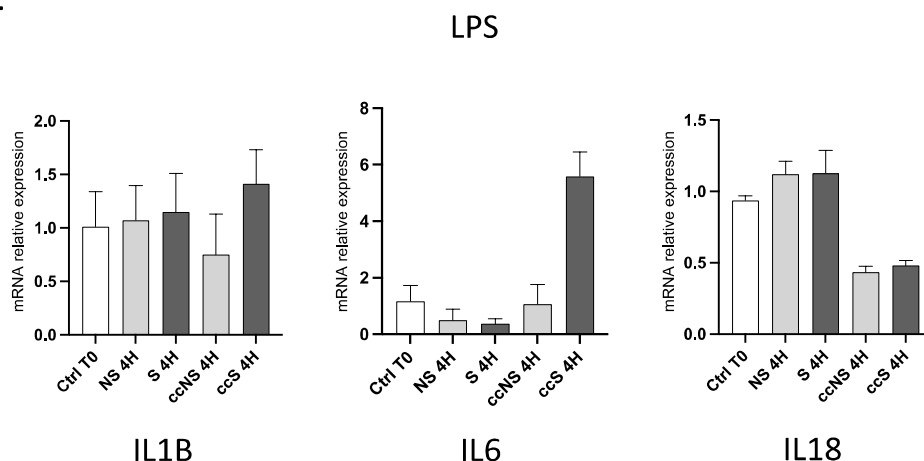 LPS
mRNA relative expression
2.0
1.5
1.0
0.5
0.0
Ctrl T0
NS 4H
S 4H
ccNS 4H
ccS 4H
IL1B
mRNA relative expression
8
6
4
2
0
Ctrl T0
NS 4H
S 4H
ccNS 4H
ccS 4H
IL6
mRNA relative expression
1.5
1.0
0.5
0.0
Ctrl T0
NS 4H
S 4H
ccNS 4H
ccS 4H
IL18